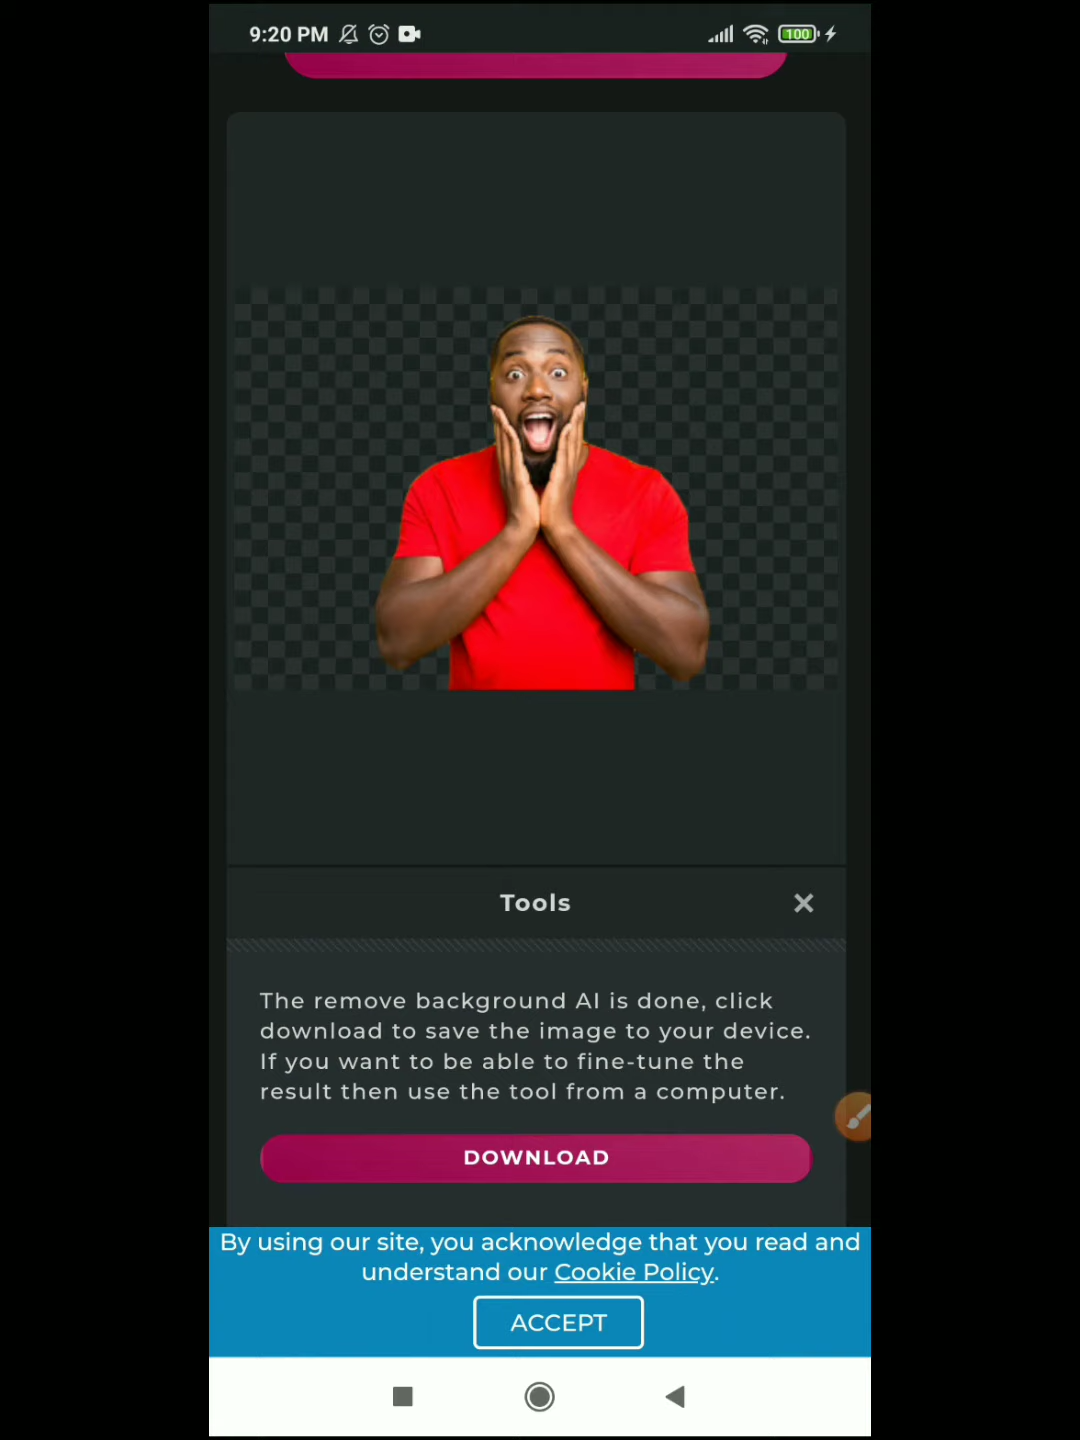 9:20 PM
100
Tools
The remove background AI is done, click
download to save the image to your device.
If you want to be able to fine-tune the
result then use the tool from a computer.
DOWNLOAD
By using our site, you acknowledge that you read and
understand our Cookie Policy.
ACCEPT